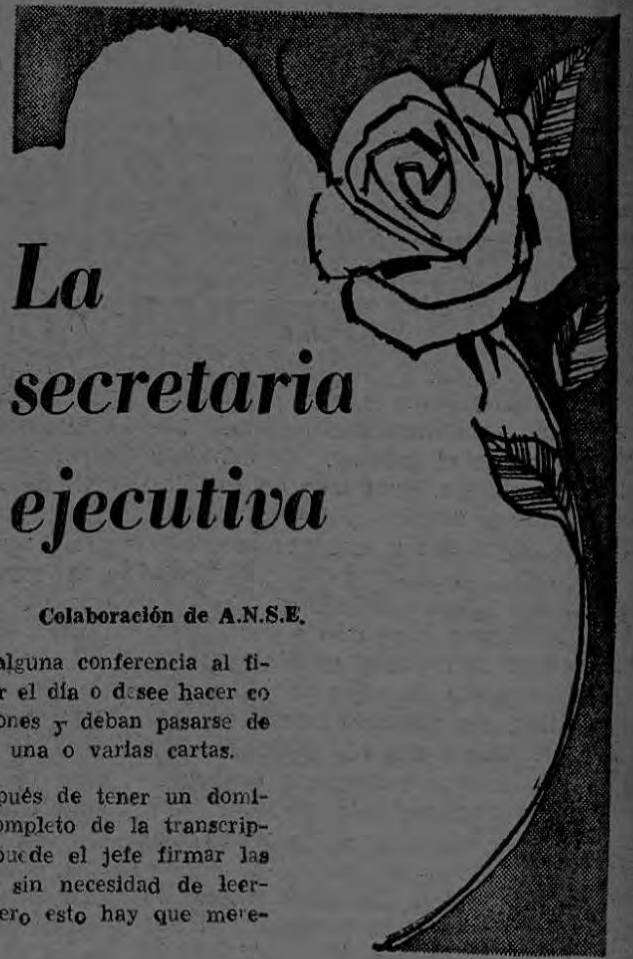 La
secretaria
ejecutiva
Colaboración de A.N.S.E.
alguna conferencia al fi-
r el día o desee hacer co
ones y deban pasarse de
una o varias cartas.
pués de tener un domi-
ompleto de la transcrip-
puede el jefe firmar las
sin necesidad de leer-
ero esto hay que mere-